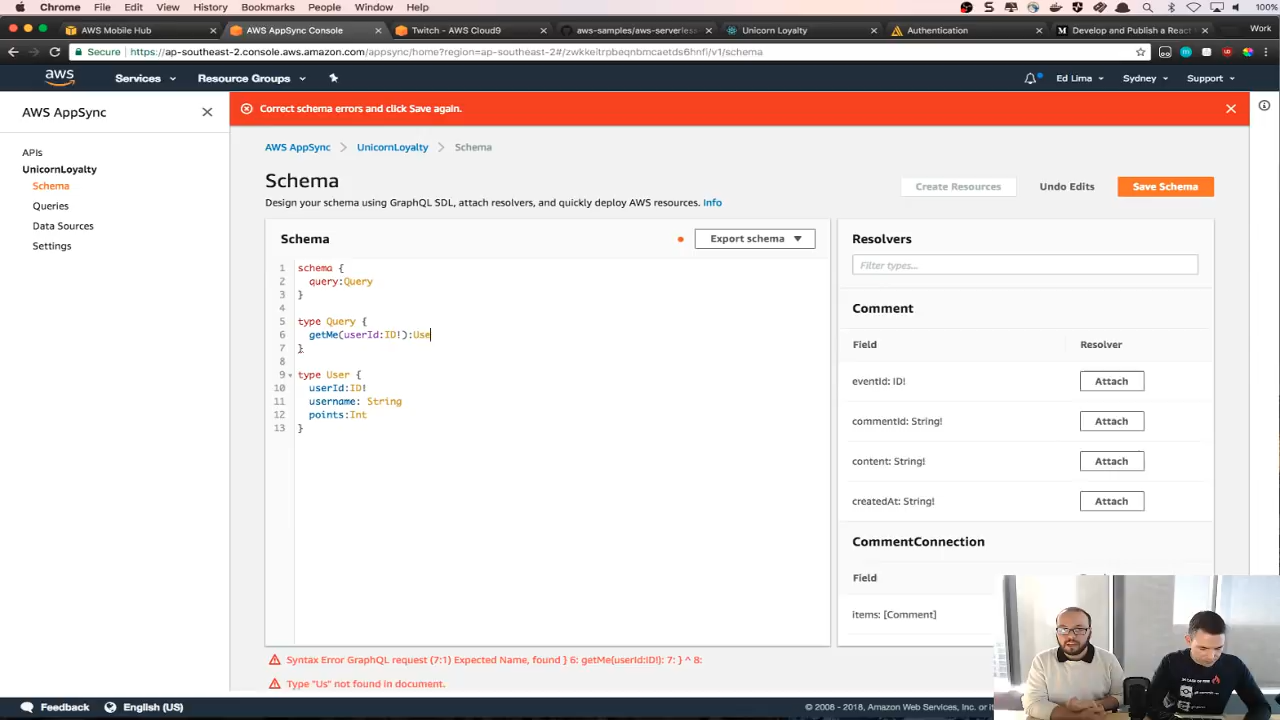 Chrome File Edit View History Bookmarks People Window Help 100%
AWS Mobile Hub AWS AppSync Console Twitch - AWS Cloud9 aws-samples/aws-serverles Unicorn Loyalty Authentication Develop and Publish a React Work
Secure https://ap-southeast-2.console.aws.amazon.com/appsync/home?region=ap-southeast-2#/zwkkeitrpbeqnbmcaetds6hnfi/v1/schema
aws Services Resource Groups Ed Lima Sydney Support
AWS AppSync
Correct schema errors and click Save again.
APIs
UnicornLoyalty
Schema
Queries
Data Sources
Settings
AWS AppSync UnicornLoyalty Schema
Schema
Create Resources Undo Edits Save Schema
Design your schema using GraphQL SDL, attach resolvers, and quickly deploy AWS resources. Info
Schema Export schema
1 schema {
2 query:Query
3 }
4
5 type Query {
6 getMe(userId:ID!):Use
7 }
8
9 type User {
10 userId:ID!
11 username: String
12 points:Int
13 }
Syntax Error GraphQL request (7:1) Expected Name, found } 6: getMe(userId:ID!): 7: } ^ 8:
Type "Us" not found in document.
Resolvers
Filter types...
Comment
Field Resolver
eventId: ID! Attach
commentId: String! Attach
content: String! Attach
createdAt: String! Attach
CommentConnection
Field
items: [Comment]
Feedback English (US)
© 2008 - 2018, Amazon Web Services, Inc. or i